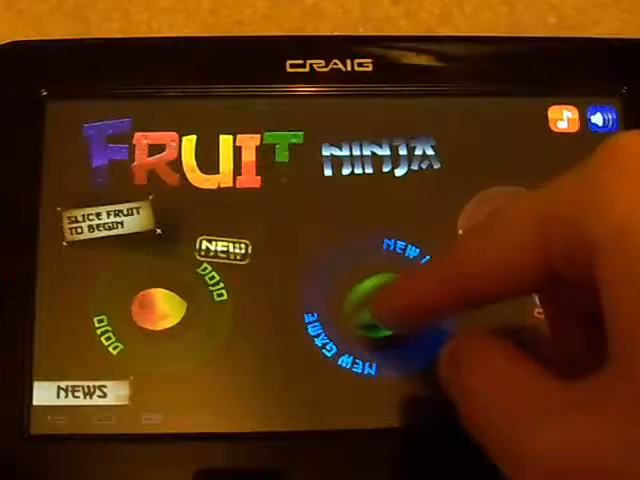 CRAIG
FRUIT NINJA
SLICE FRUIT
TO BEGIN
NEW
DOJO
DOJO
NEW
NEW GAME
NEWS